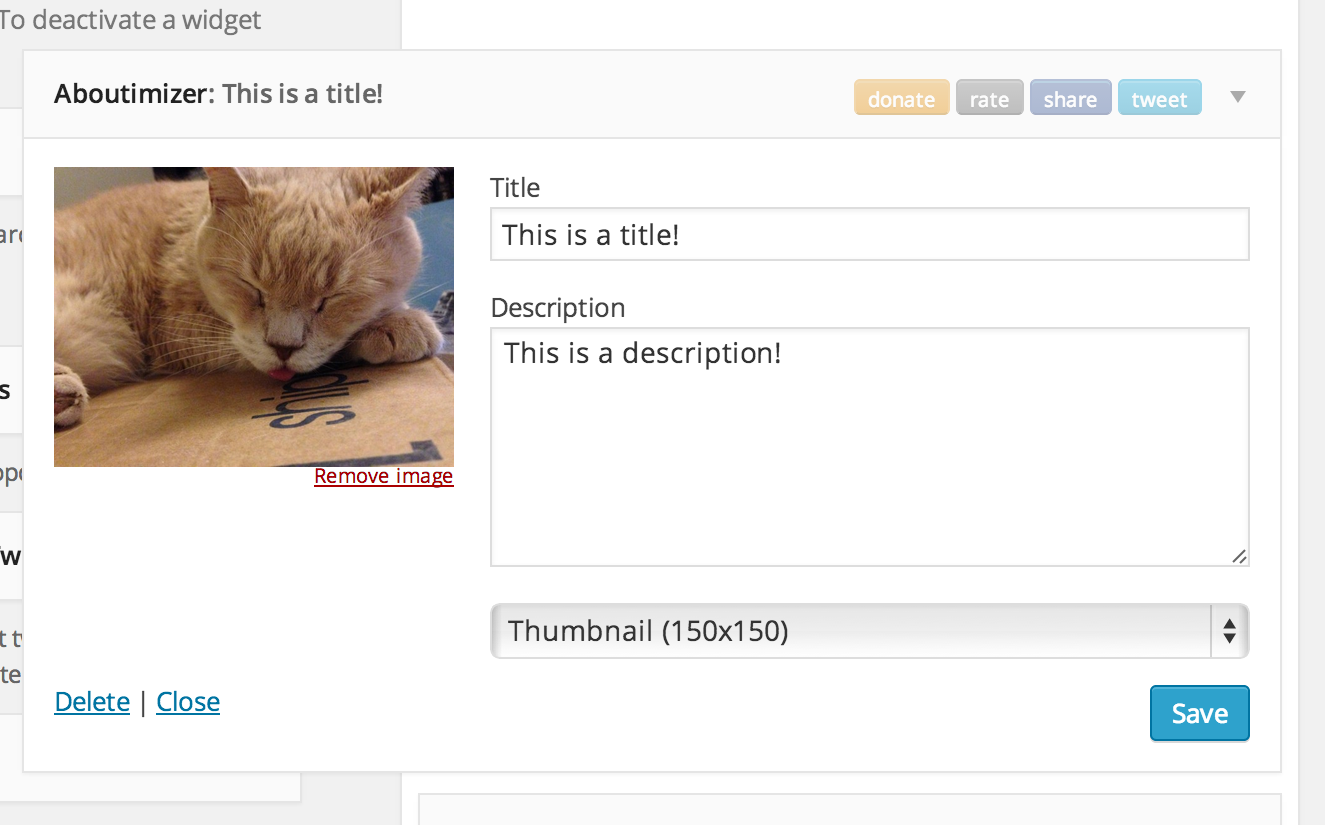 To deactivate a widget
Aboutimizer: This is a title!
donate rate share tweet
Title
This is a title!
Description
This is a description!
ship
Remove image
Thumbnail (150x150)
Delete | Close
Save